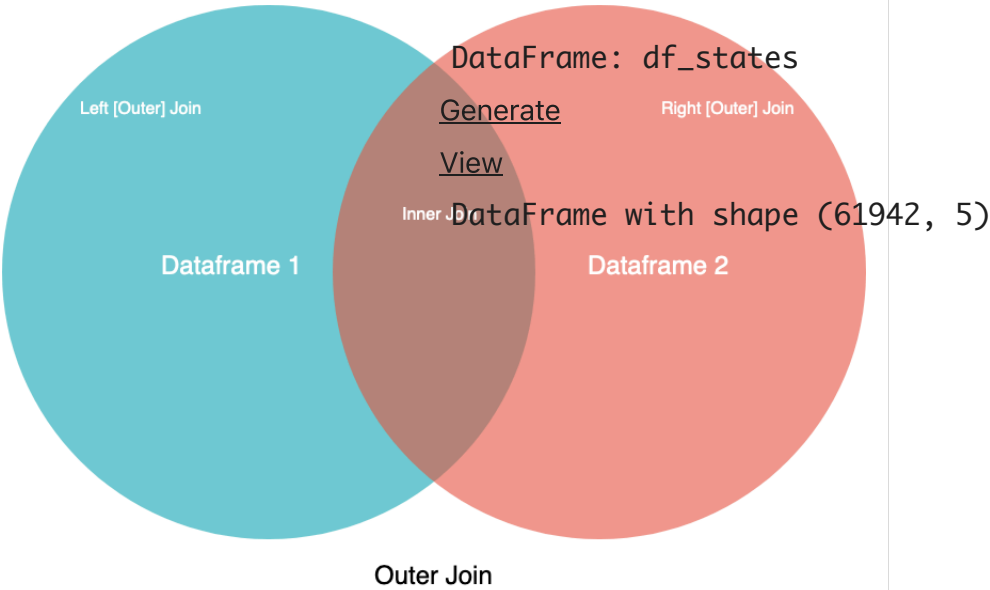 DataFrame: df_states
Left [Outer] Join
Generate
Right [Outer] Join
View
Inner Join
DataFrame with shape (61942, 5)
Dataframe 1
Dataframe 2
Outer Join